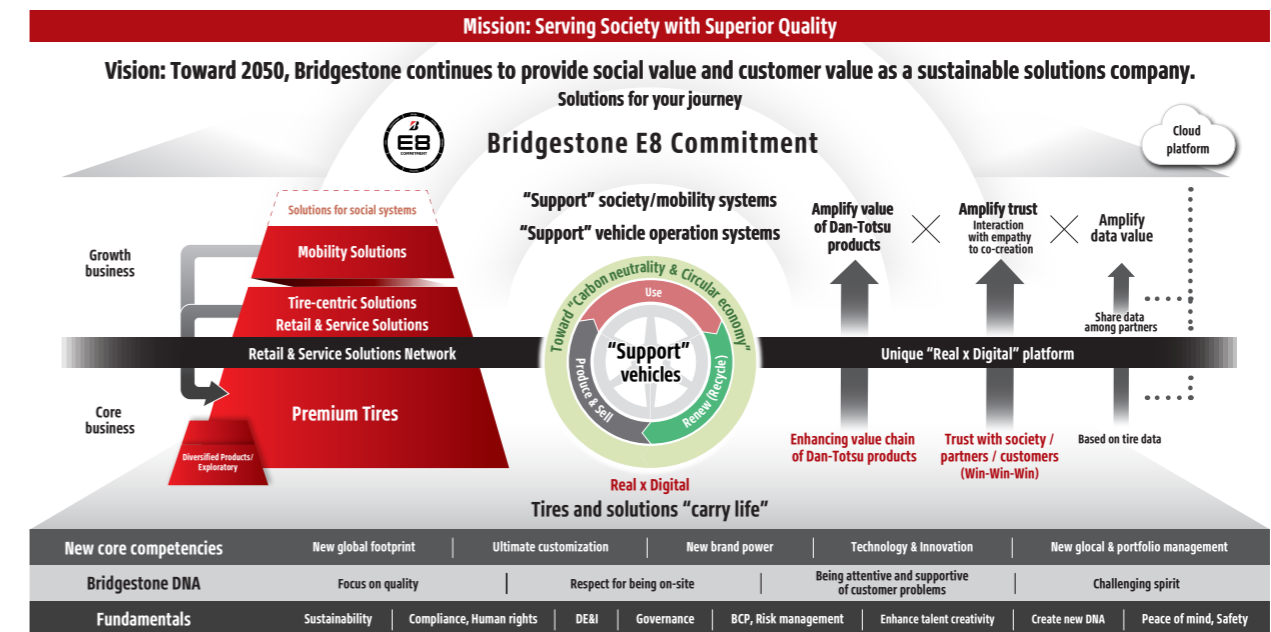 Mission: Serving Society with Superior Quality
Vision: Toward 2050, Bridgestone continues to provide social value and customer value as a sustainable solutions company.
Solutions for your journey
E8
COMMITMENT
Bridgestone E8 Commitment
Cloud
platform
"Support" society/mobility systems
"Support" vehicle operation systems
Solutions for social systems
Mobility Solutions
Growth
business
Tire-centric Solutions
Retail & Service Solutions
Retail & Service Solutions Network
Core
business
Premium Tires
Diversified Products/
Exploratory
Toward "Carbon neutrality & Circular economy"
Use
Produce & Sell
Renew (Recycle)
"Support"
vehicles
Real x Digital
Tires and solutions "carry life"
Amplify value
of Dan-Totsu
products
Amplify trust
Interaction
with empathy
to co-creation
Amplify
data value
Share data
among partners
Unique "Real x Digital" platform
Enhancing value chain
of Dan-Totsu products
Trust with society /
partners / customers
(Win-Win-Win)
Based on tire data
New core competencies
New global footprint
Ultimate customization
New brand power
Technology & Innovation
New glocal & portfolio management
Bridgestone DNA
Focus on quality
Respect for being on-site
Being attentive and supportive
of customer problems
Challenging spirit
Fundamentals
Sustainability
Compliance, Human rights
DE&I
Governance
BCP, Risk management
Enhance talent creativity
Create new DNA
Peace of mind, Safety